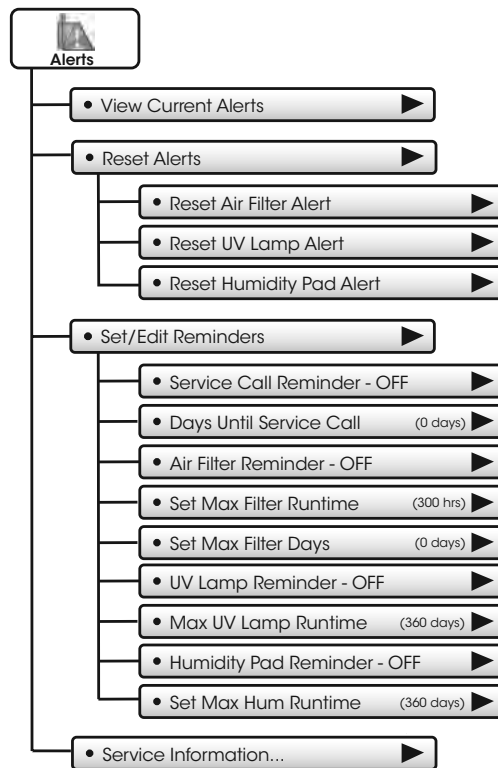 Alerts
• View Current Alerts
• Reset Alerts
• Reset Air Filter Alert
• Reset UV Lamp Alert
• Reset Humidity Pad Alert
• Set/Edit Reminders
• Service Call Reminder - OFF
• Days Until Service Call (0 days)
• Air Filter Reminder - OFF
• Set Max Filter Runtime (300 hrs)
• Set Max Filter Days (0 days)
• UV Lamp Reminder - OFF
• Max UV Lamp Runtime (360 days)
• Humidity Pad Reminder - OFF
• Set Max Hum Runtime (360 days)
• Service Information...